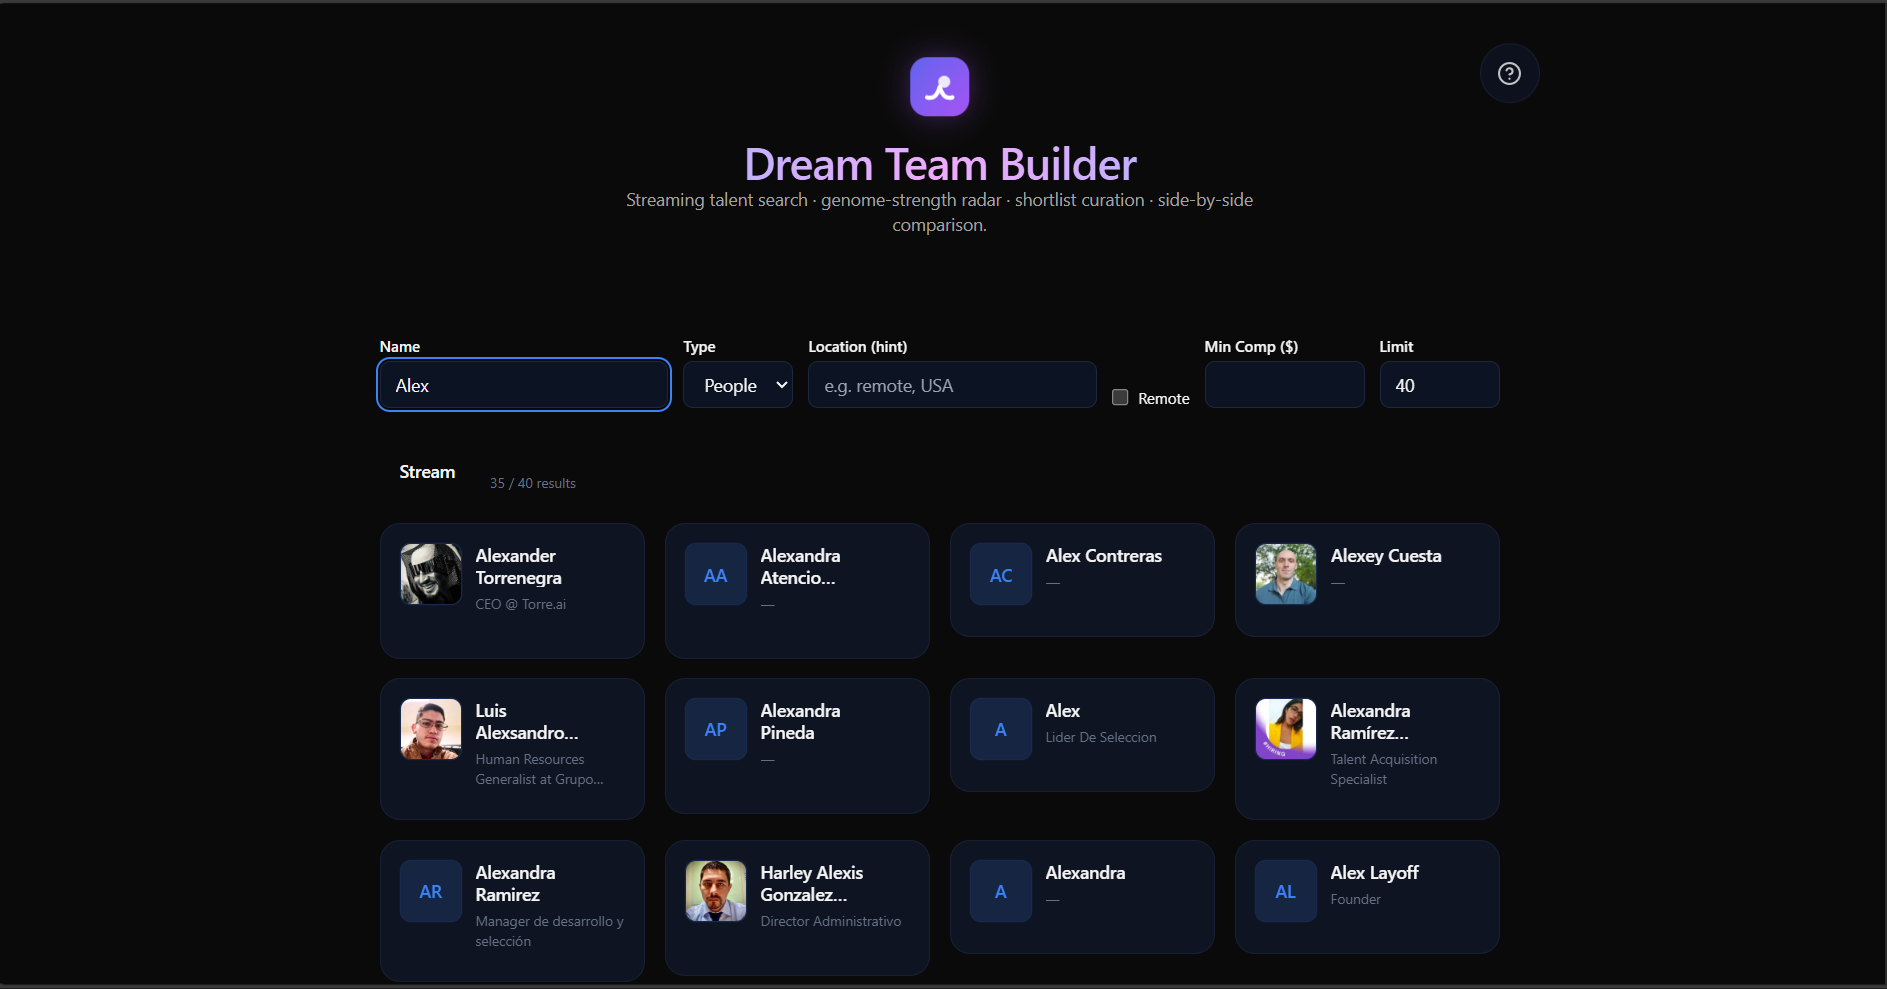 Dream Team Builder
Streaming talent search · genome-strength radar · shortlist curation · side-by-side
comparison.
Name
Type
Location (hint)
Min Comp ($)
Limit
Alex
People
e.g. remote, USA
Remote
40
Stream
35 / 40 results
Alexander
Torrenegra
CEO @ Torre.ai
AA
Alexandra
Atencio...
—
AC
Alex Contreras
—
Alexey Cuesta
—
Luis
Alexsandro...
Human Resources
Generalist at Grupo...
AP
Alexandra
Pineda
—
A
Alex
Lider De Seleccion
HIRING
Alexandra
Ramírez...
Talent Acquisition
Specialist
AR
Alexandra
Ramirez
Manager de desarrollo y
selección
Harley Alexis
Gonzalez...
Director Administrativo
A
Alexandra
—
AL
Alex Layoff
Founder